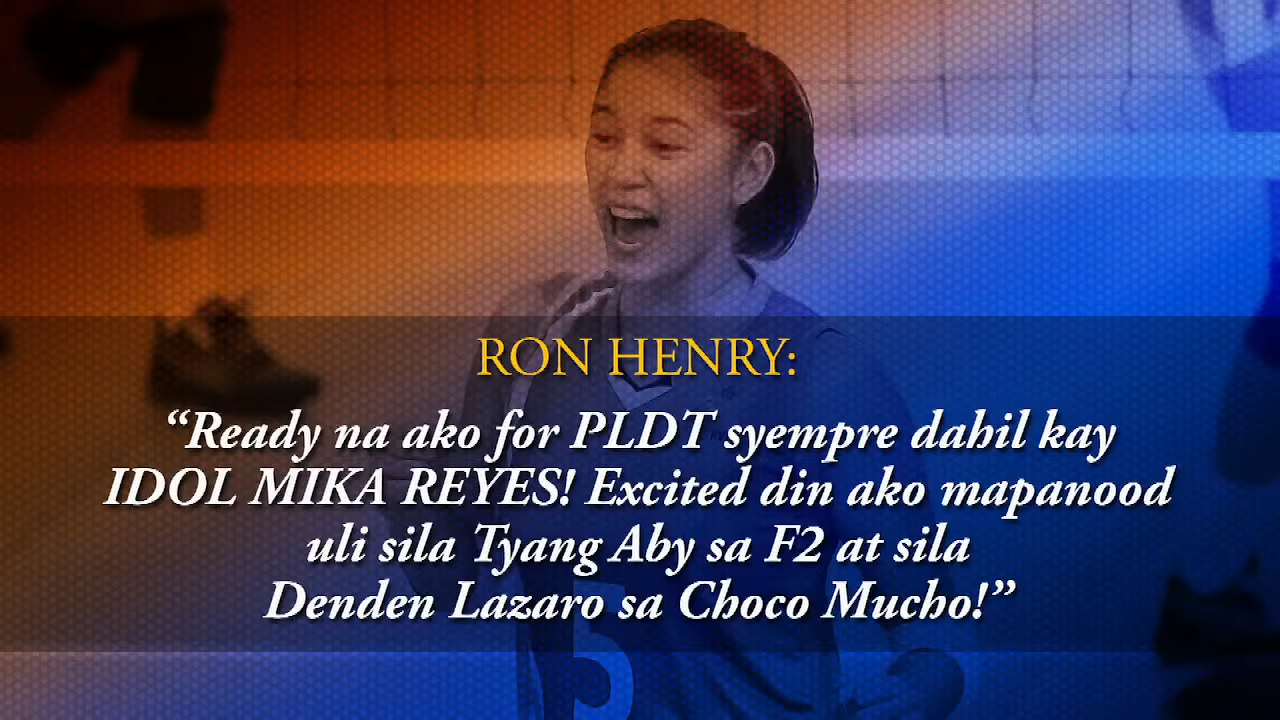 RON HENRY:
“Ready na ako for PLDT syempre dahil kay
IDOL MIKA REYES! Excited din ako mapanood
uli sila Tyang Aby sa F2 at sila
Denden Lazaro sa Choco Mucho!”
5